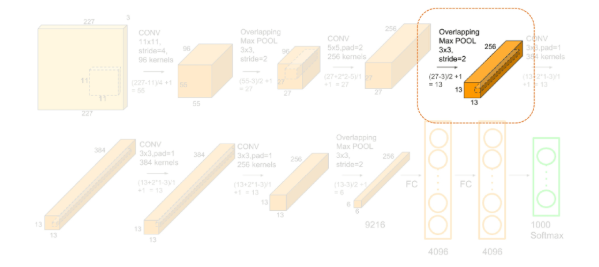 227
3
CONV
11x11,
stride=4,
96 kernels
(227-11)/4 +1
= 55
11
11
227
96
55
55
Overlapping
Max POOL
3x3,
stride=2
(55-3)/2 +1
= 27
96
27
27
CONV
5x5,pad=2
256 kernels
(27+2*2-5)/1
+1 = 27
256
27
27
Overlapping
Max POOL
3x3,
stride=2
(27-3)/2 +1
= 13
256
13
13
CONV
3x3,pad=1
384 kernels
(13+2*1-3)/1
+1 = 13
384
13
13
CONV
3x3,pad=1
384 kernels
(13+2*1-3)/1
+1 = 13
384
13
13
CONV
3x3,pad=1
256 kernels
(13+2*1-3)/1
+1 = 13
256
13
13
Overlapping
Max POOL
3x3,
stride=2
(13-3)/2 +1
= 6
256
6
6
9216
FC
4096
FC
4096
1000
Softmax